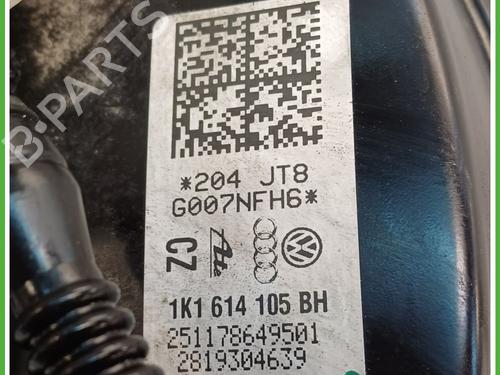 B-PARTS
*204 JT8
G007NFH6*
CZ Ate
1K1 614 105 BH
251178649501
2819304639